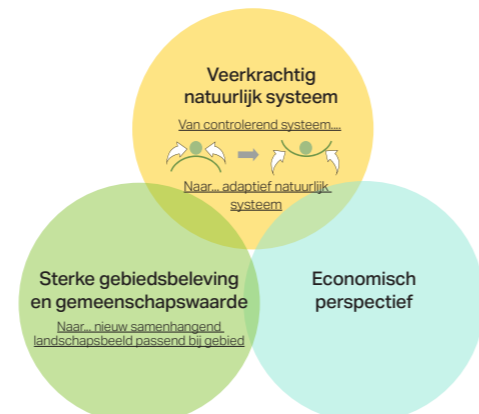 Veerkrachtig
natuurlijk systeem
Van controlerend systeem....
Naar... adaptief natuurlijk
systeem
Sterke gebiedsbeleving
en gemeenschapswaarde
Naar... nieuw samenhangend
landschapsbeeld passend bij gebied
Economisch
perspectief